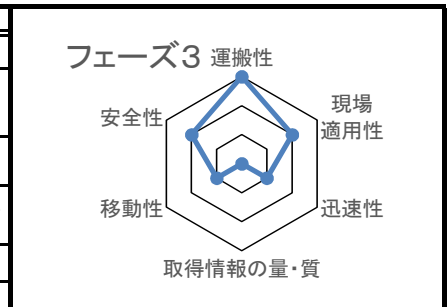 フェーズ3
運搬性
現場
適用性
迅速性
取得情報の量・質
移動性
安全性